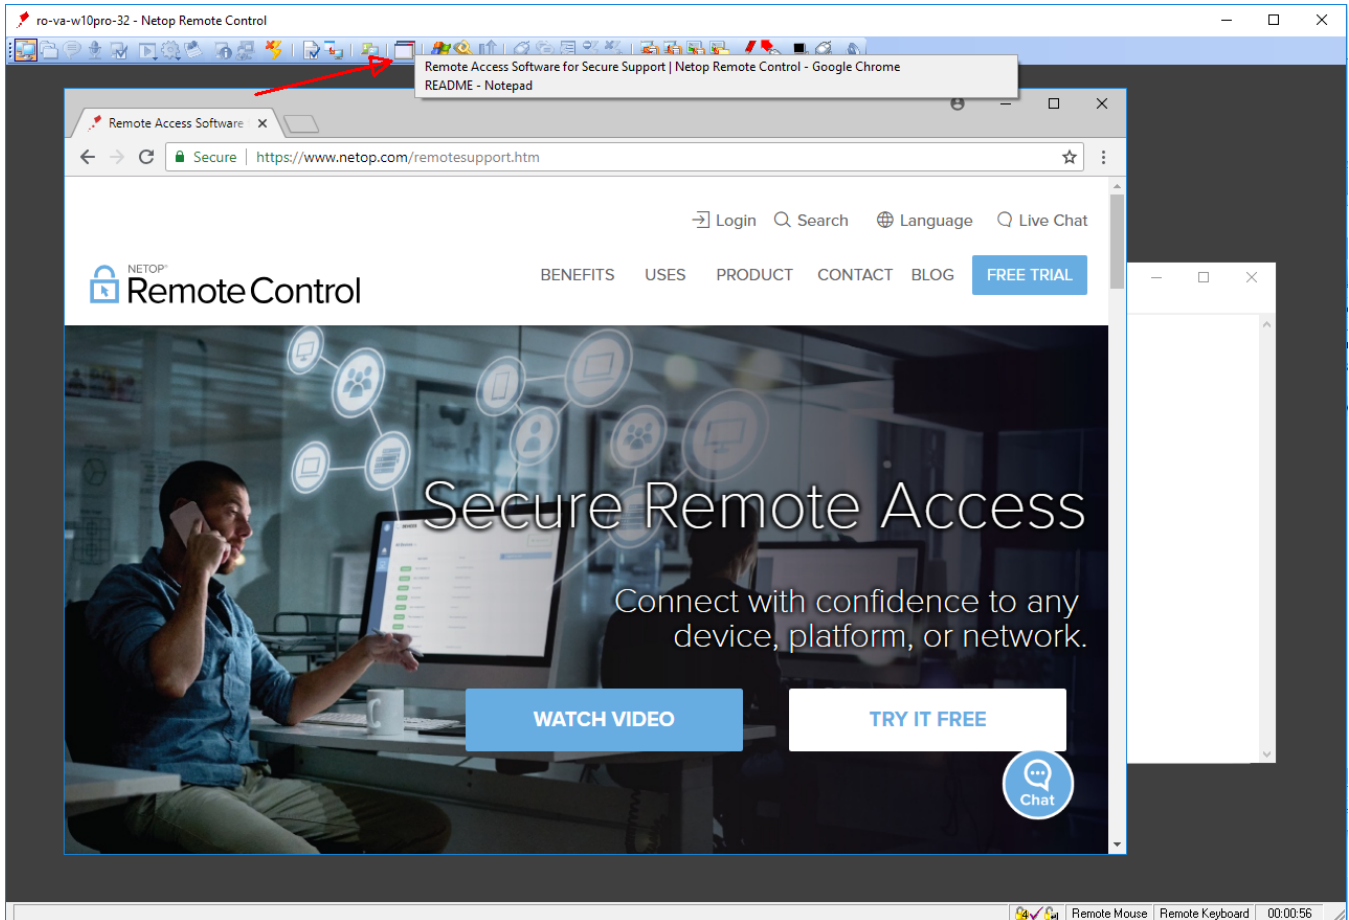 ro-va-w10pro-32 - Netop Remote Control
Remote Access Software for Secure Support | Netop Remote Control - Google Chrome
README - Notepad
Remote Access Software
Secure | https://www.netop.com/remotesupport.htm
Login Search Language Live Chat
NETOP®
Remote Control
BENEFITS USES PRODUCT CONTACT BLOG FREE TRIAL
Secure Remote Access
Connect with confidence to any
device, platform, or network.
WATCH VIDEO TRY IT FREE
Chat
Remote Mouse Remote Keyboard 00:00:56